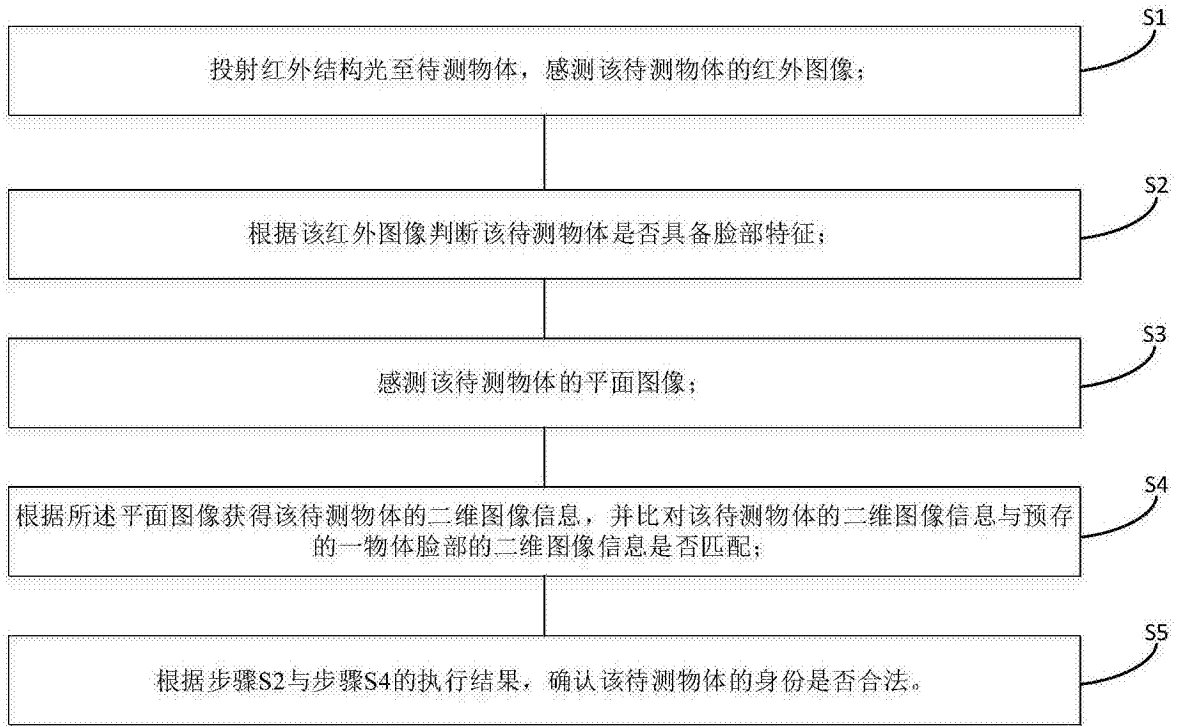 S1
投射红外结构光至待测物体，感测该待测物体的红外图像；
S2
根据该红外图像判断该待测物体是否具备脸部特征；
S3
感测该待测物体的平面图像；
S4
根据所述平面图像获得该待测物体的二维图像信息，并比对该待测物体的二维图像信息与预存
的一物体脸部的二维图像信息是否匹配；
S5
根据步骤S2与步骤S4的执行结果，确认该待测物体的身份是否合法。